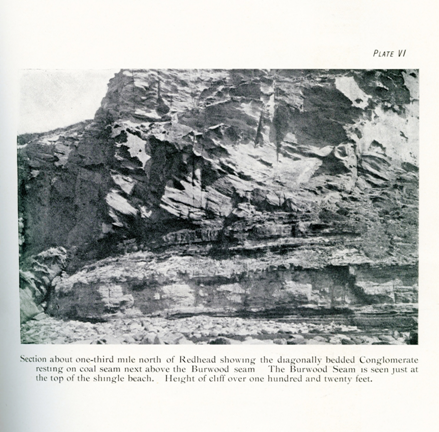 PLATE VI
Section about one-third mile north of Redhead showing the diagonally bedded Conglomerate
resting on coal seam next above the Burwood seam The Burwood Seam is seen just at
the top of the shingle beach. Height of cliff over one hundred and twenty feet.